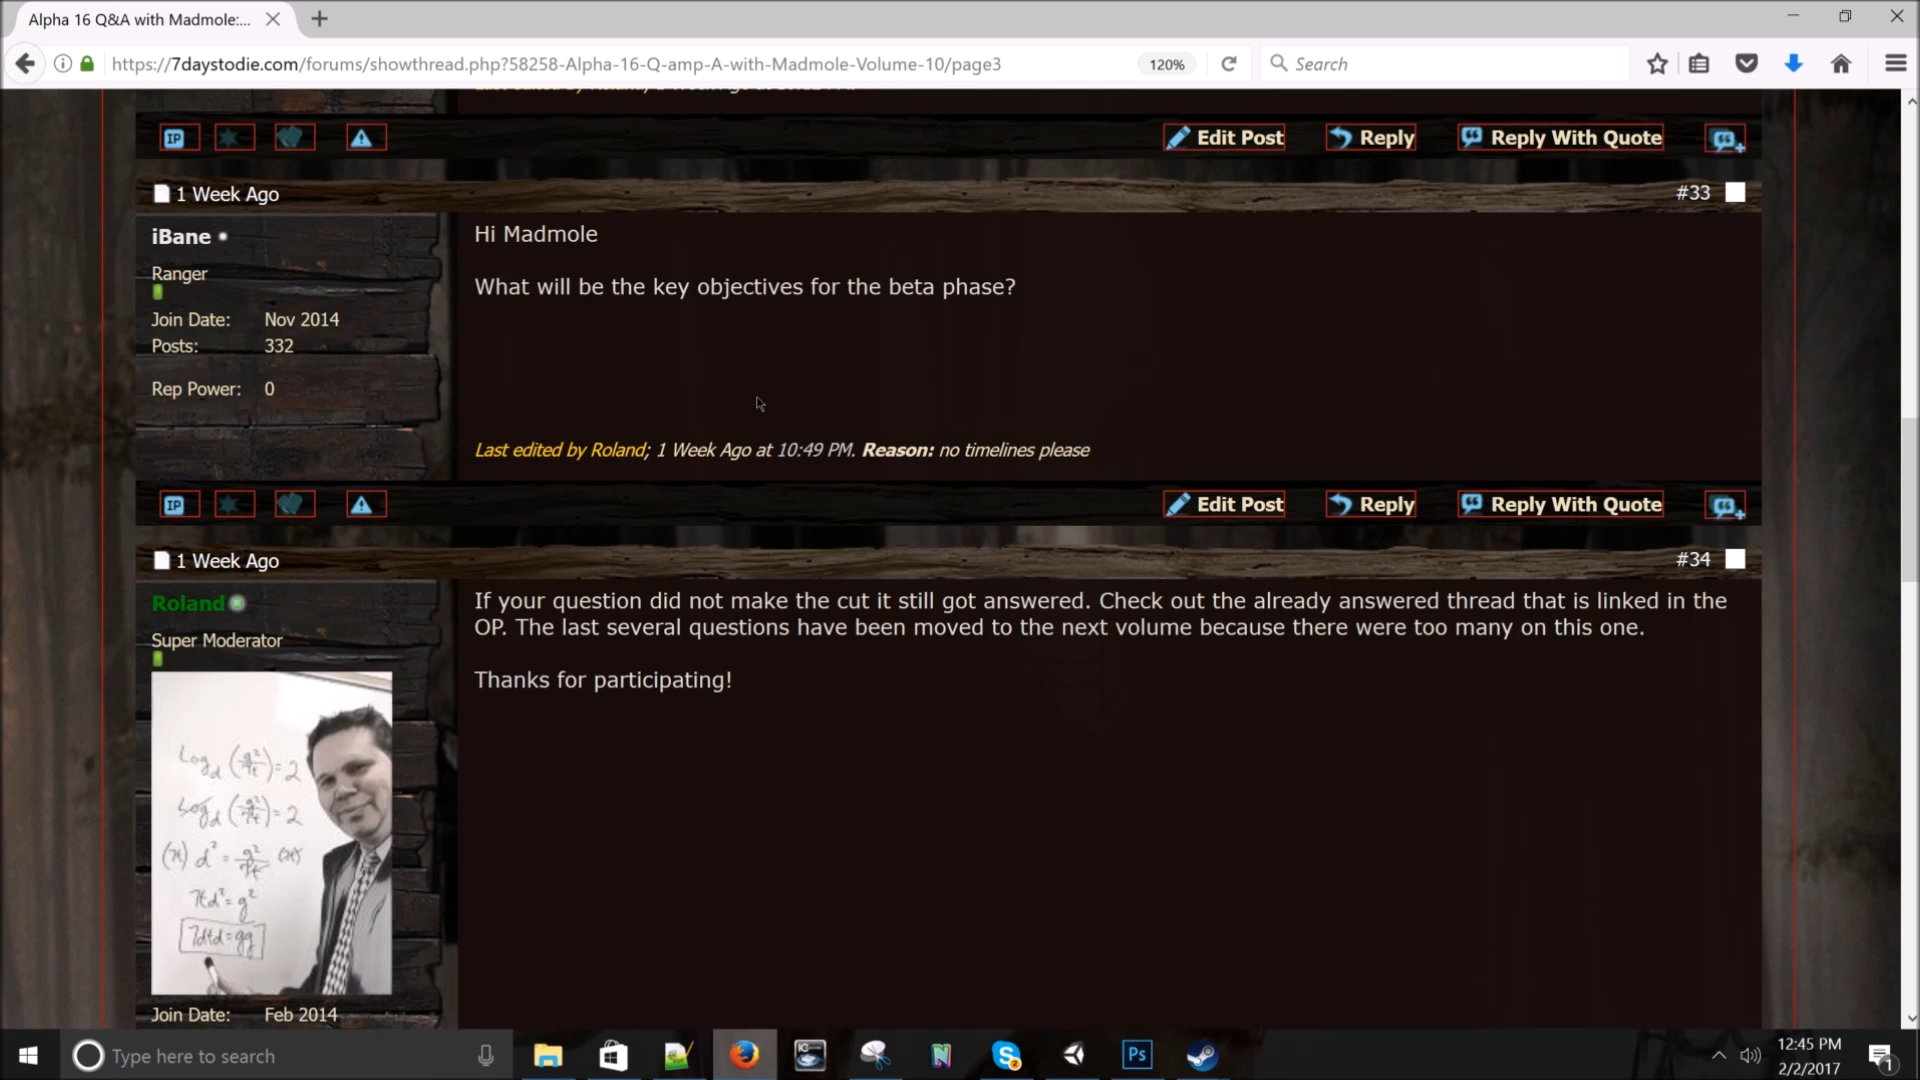 Alpha 16 Q&A with Madmole:...
https://7daystodie.com/forums/showthread.php?58258-Alpha-16-Q-amp-A-with-Madmole-Volume-10/page3
120%
Search
IP
Edit Post
Reply
Reply With Quote
1 Week Ago
#33
iBane
Ranger
Join Date: Nov 2014
Posts: 332
Rep Power: 0
Hi Madmole
What will be the key objectives for the beta phase?
Last edited by Roland; 1 Week Ago at 10:49 PM. Reason: no timelines please
IP
Edit Post
Reply
Reply With Quote
1 Week Ago
#34
Roland
Super Moderator
Join Date: Feb 2014
If your question did not make the cut it still got answered. Check out the already answered thread that is linked in the
OP. The last several questions have been moved to the next volume because there were too many on this one.
Thanks for participating!
7dtd=gg
Type here to search
N
S
2
Ps
12:45 PM
2/2/2017
1